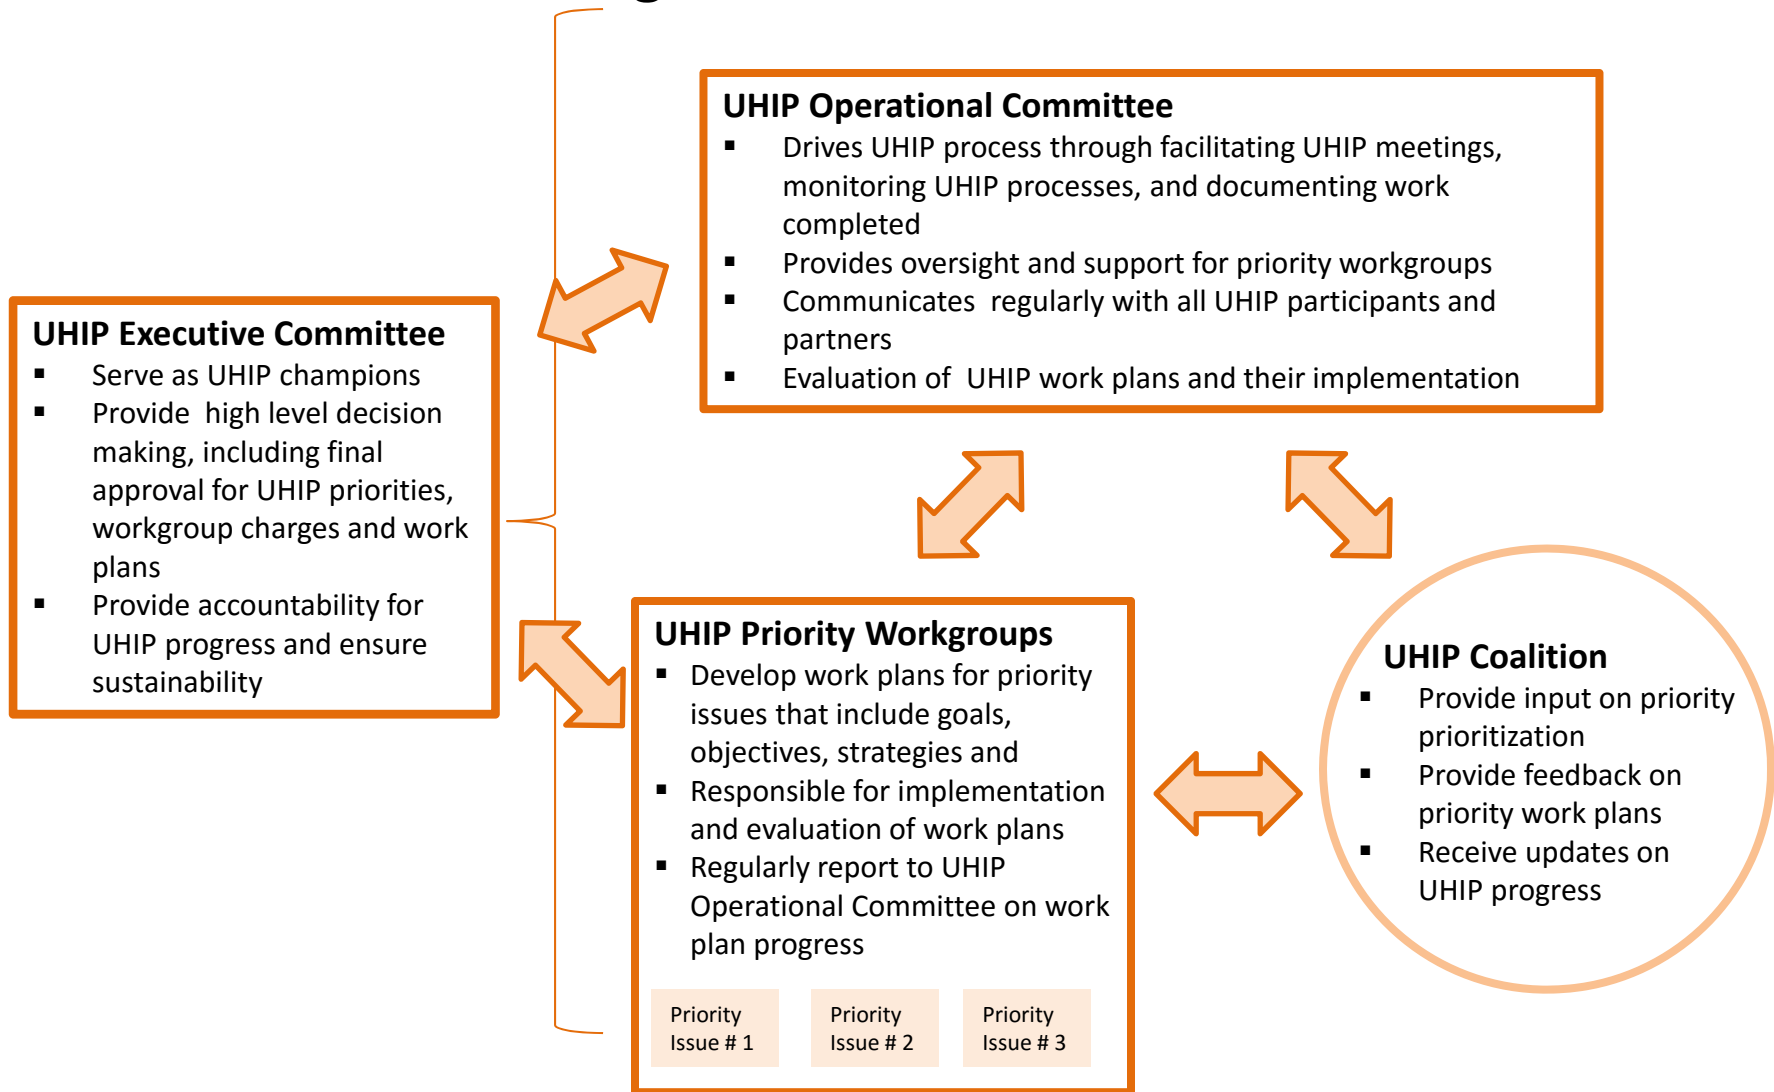 UHIP Operational Committee
▪ Drives UHIP process through facilitating UHIP meetings,
monitoring UHIP processes, and documenting work
completed
▪ Provides oversight and support for priority workgroups
▪ Communicates  regularly with all UHIP participants and
partners
▪ Evaluation of  UHIP work plans and their implementation
UHIP Executive Committee
▪ Serve as UHIP champions
▪ Provide  high level decision
making, including final
approval for UHIP priorities,
workgroup charges and work
plans
▪ Provide accountability for
UHIP progress and ensure
sustainability
UHIP Priority Workgroups
▪ Develop work plans for priority
issues that include goals,
objectives, strategies and
▪ Responsible for implementation
and evaluation of work plans
▪ Regularly report to UHIP
Operational Committee on work
plan progress
Priority
Issue # 1
Priority
Issue # 2
Priority
Issue # 3
UHIP Coalition
▪ Provide input on priority
prioritization
▪ Provide feedback on
priority work plans
▪ Receive updates on
UHIP progress